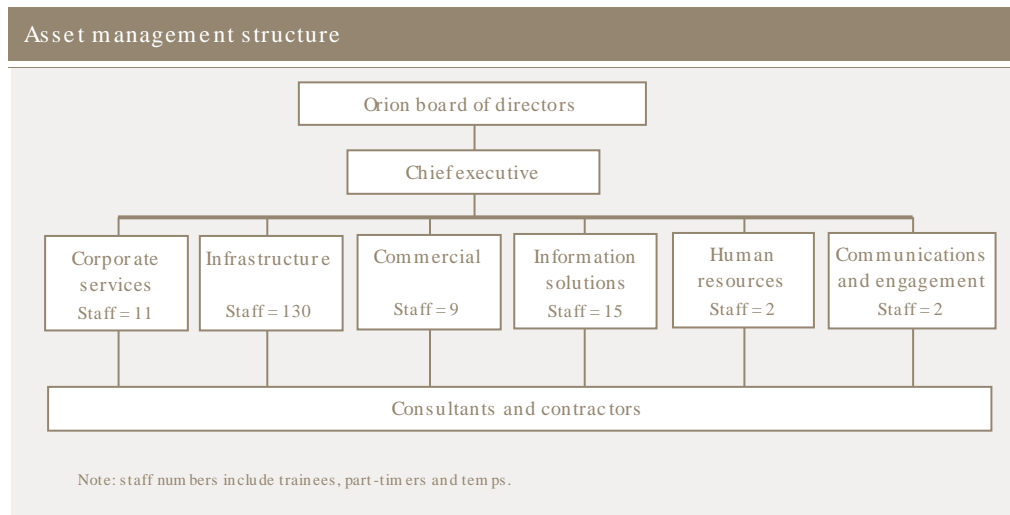 Asset management structure
Orion board of directors
Chief executive
Corporate
services
Staff = 11
Infrastructure
Staff = 130
Commercial
Staff = 9
Information
solutions
Staff = 15
Human
resources
Staff = 2
Communications
and engagement
Staff = 2
Consultants and contractors
Note: staff numbers include trainees, part-timers and temps.